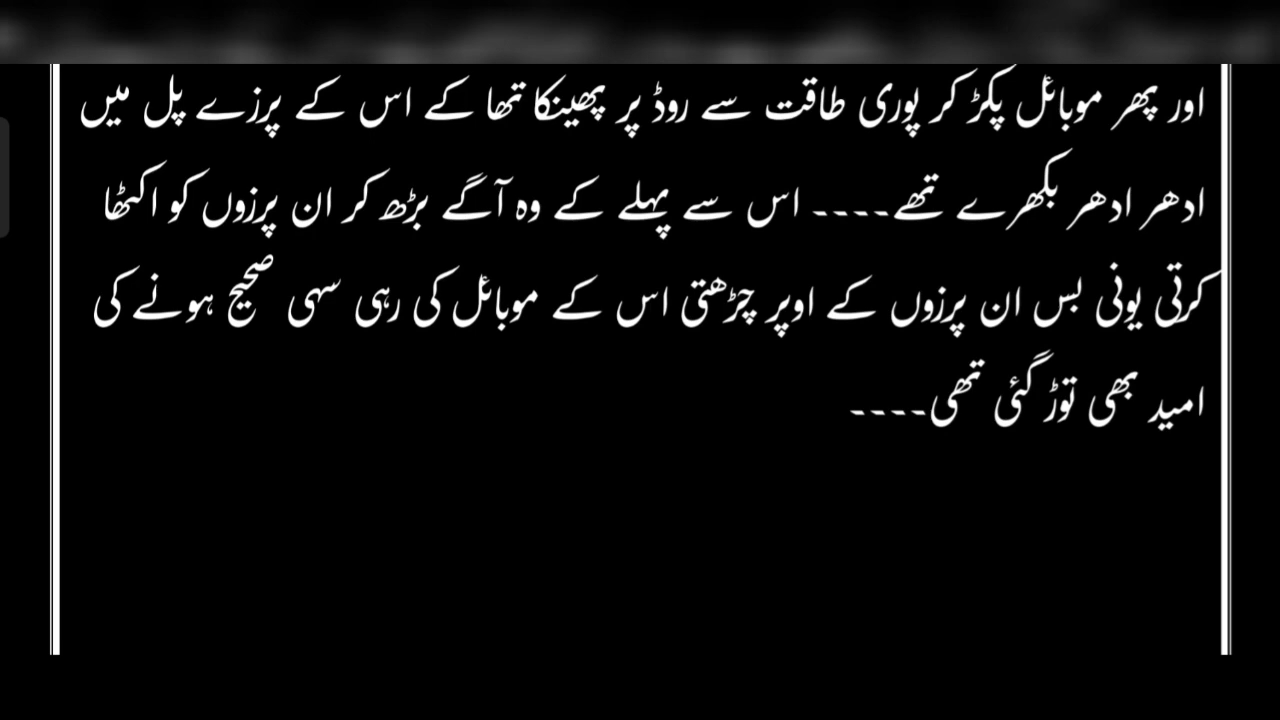 اور پھر موبائل پکڑ کر پوری طاقت سے روڈ پر پھینکا تھا کے اس کے پرزے پل میں
ادھر ادھر بکھرے تھے۔۔۔۔ اس سے پہلے کے وہ آگے بڑھ کر ان پرزوں کو اکٹھا
کرتی یونی بس ان پرزوں کے اوپر چڑھتی اس کے موبائل کی رہی سہی صحیح ہونے کی
امید بھی توڑ گئی تھی۔۔۔۔